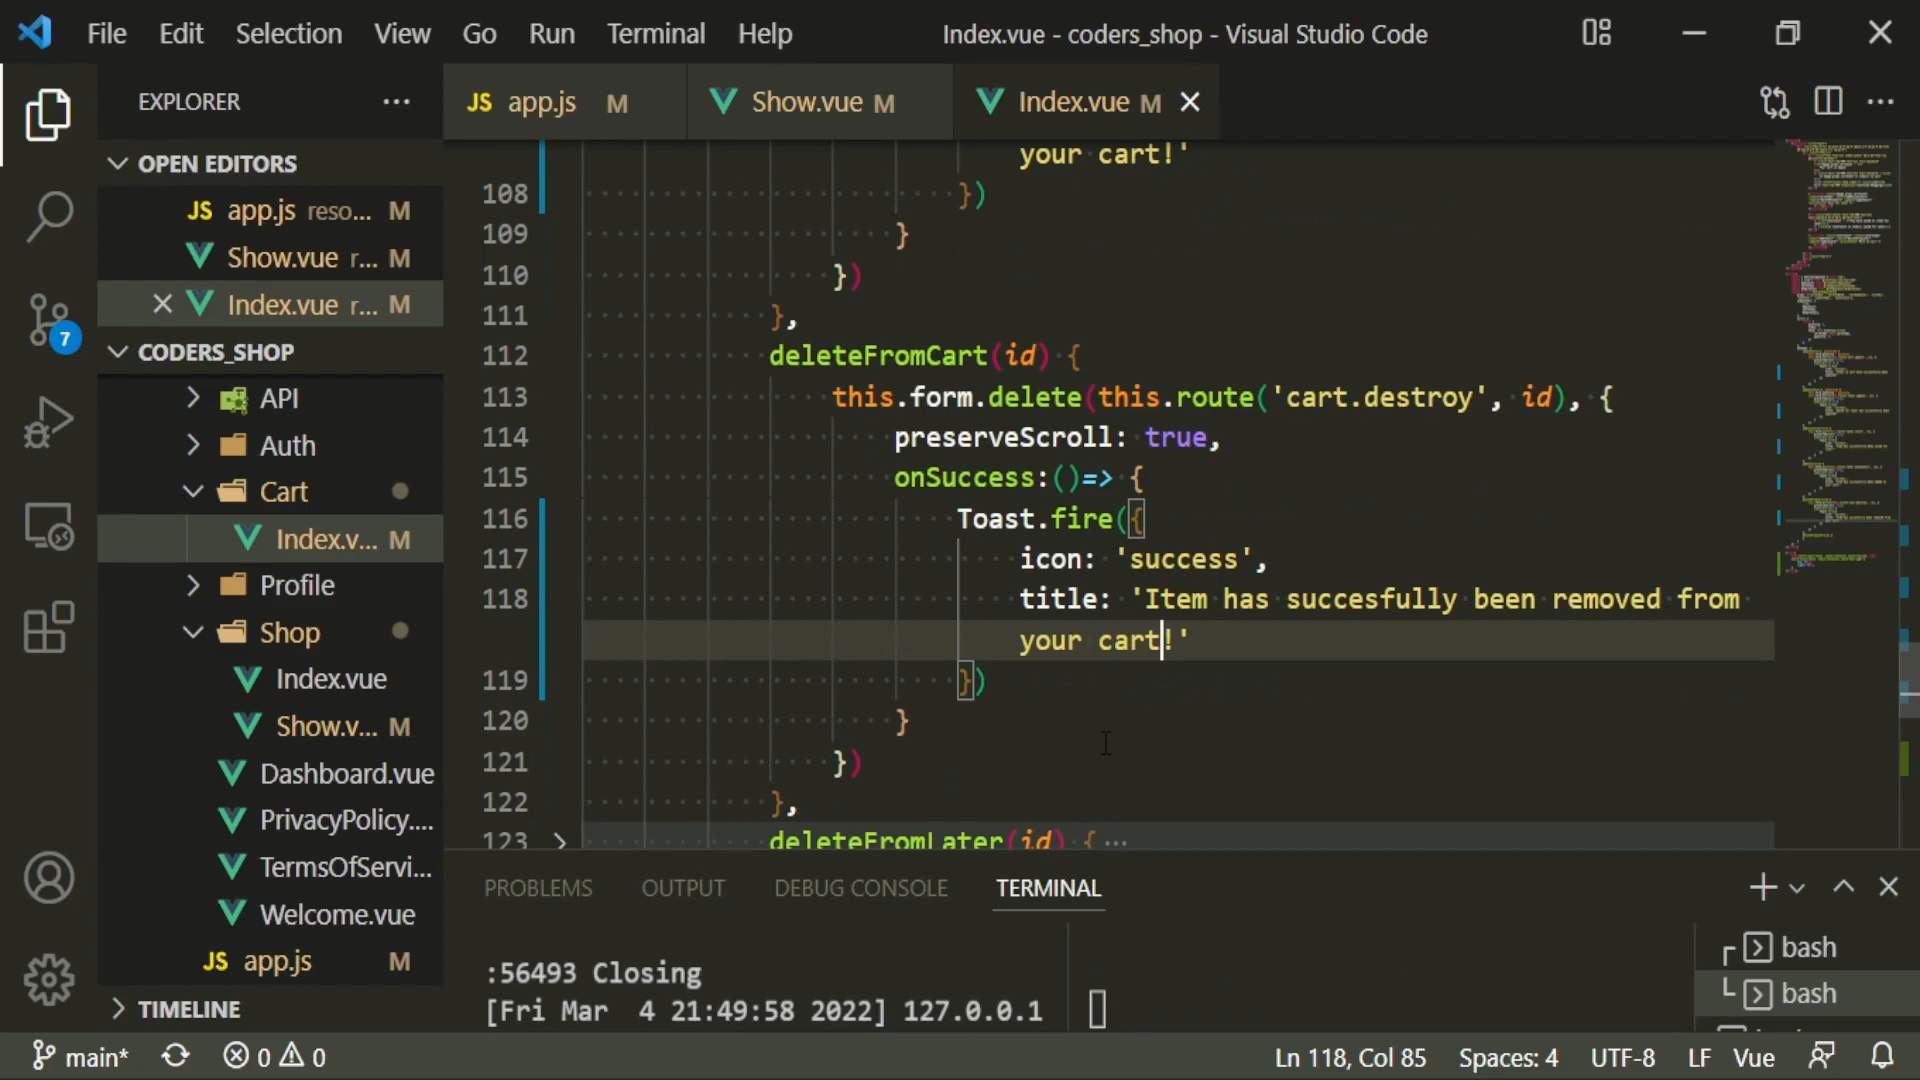 File Edit Selection View Go Run Terminal Help Index.vue - coders_shop - Visual Studio Code
EXPLORER
JS app.js M Show.vue M Index.vue M
OPEN EDITORS
JS app.js reso... M
Show.vue r... M
Index.vue r... M
CODERS_SHOP
API
Auth
Cart
Index.v... M
Profile
Shop
Index.vue
Show.v... M
Dashboard.vue
PrivacyPolicy....
TermsOfServi...
Welcome.vue
JS app.js M
TIMELINE
your cart!'
108 })
109 }
110 })
111 },
112 deleteFromCart(id) {
113 this.form.delete(this.route('cart.destroy', id), {
114 preserveScroll: true,
115 onSuccess:()=> {
116 Toast.fire({
117 icon: 'success',
118 title: 'Item has succesfully been removed from
your cart!'
119 })
120 }
121 })
122 },
123 deleteFromLater(id) {...
PROBLEMS OUTPUT DEBUG CONSOLE TERMINAL
:56493 Closing
[Fri Mar 4 21:49:58 2022] 127.0.0.1
bash
bash
7
main* 0 0 Ln 118, Col 85 Spaces: 4 UTF-8 LF Vue